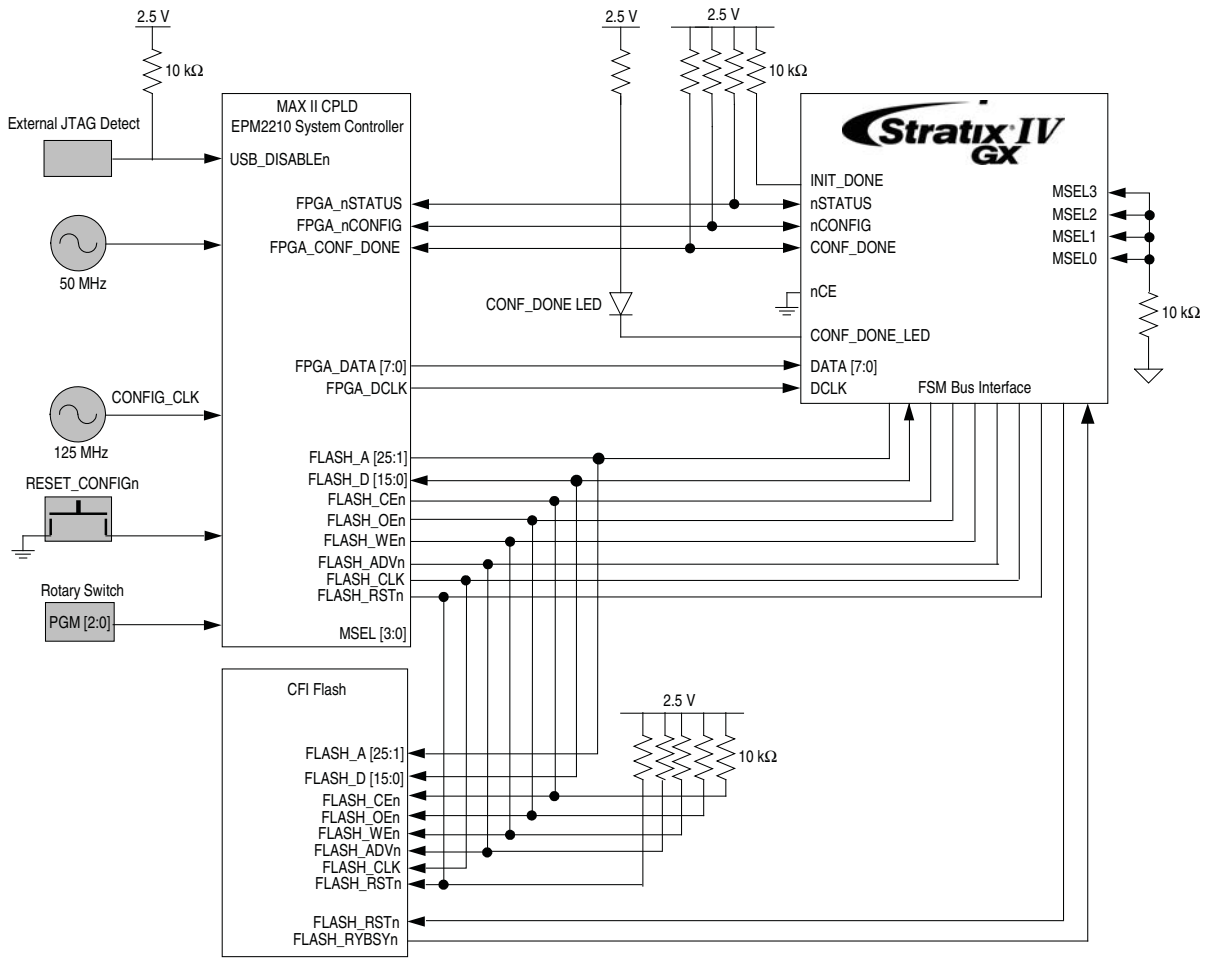 2.5 V
10 kΩ
External JTAG Detect
50 MHz
CONFIG_CLK
125 MHz
RESET_CONFIGn
Rotary Switch
PGM [2:0]
MAX II CPLD
EPM2210 System Controller
USB_DISABLEn
FPGA_nSTATUS
FPGA_nCONFIG
FPGA_CONF_DONE
FPGA_DATA [7:0]
FPGA_DCLK
FLASH_A [25:1]
FLASH_D [15:0]
FLASH_CEn
FLASH_OEn
FLASH_WEn
FLASH_ADVn
FLASH_CLK
FLASH_RSTn
MSEL [3:0]
2.5 V
CONF_DONE LED
2.5 V
10 kΩ
Stratix IV
GX
INIT_DONE
nSTATUS
nCONFIG
CONF_DONE
nCE
CONF_DONE_LED
DATA [7:0]
DCLK
FSM Bus Interface
MSEL3
MSEL2
MSEL1
MSEL0
10 kΩ
CFI Flash
FLASH_A [25:1]
FLASH_D [15:0]
FLASH_CEn
FLASH_OEn
FLASH_WEn
FLASH_ADVn
FLASH_CLK
FLASH_RSTn
FLASH_RSTn
FLASH_RYBSYn
2.5 V
10 kΩ